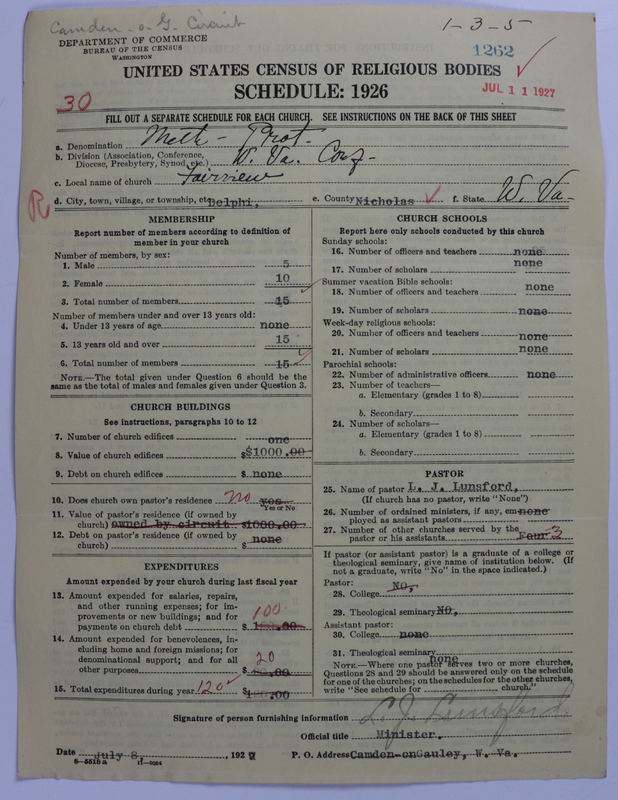 Camden - o - G. Circuit
1-3-5
DEPARTMENT OF COMMERCE
BUREAU OF THE CENSUS
WASHINGTON
1262
UNITED STATES CENSUS OF RELIGIOUS BODIES
SCHEDULE: 1926
JUL 11 1927
30
FILL OUT A SEPARATE SCHEDULE FOR EACH CHURCH. SEE INSTRUCTIONS ON THE BACK OF THIS SHEET
a. Denomination Meth - Prot.
b. Division (Association, Conference, Diocese, Presbytery, Synod, etc.) W. Va. Conf-
c. Local name of church Fairview
d. City, town, village, or township, etc. Delphi, e. County Nicholas f. State W. Va-
R
MEMBERSHIP
Report number of members according to definition of member in your church
Number of members, by sex:
1. Male 5
2. Female 10
3. Total number of members 15
Number of members under and over 13 years old:
4. Under 13 years of age none
5. 13 years old and over 15
6. Total number of members 15
NOTE.—The total given under Question 6 should be the same as the total of males and females given under Question 3.
CHURCH BUILDINGS
See instructions, paragraphs 10 to 12
7. Number of church edifices one
8. Value of church edifices $ $1000.00
9. Debt on church edifices $ none
10. Does church own pastor's residence No yes
Yes or No
11. Value of pastor's residence (if owned by church) owned by circuit $1000.00
12. Debt on pastor's residence (if owned by church) $ none
EXPENDITURES
Amount expended by your church during last fiscal year
13. Amount expended for salaries, repairs, and other running expenses; for improvements or new buildings; and for payments on church debt $ 100
14. Amount expended for benevolences, including home and foreign missions; for denominational support; and for all other purposes $ 20
15. Total expenditures during year 120 $
CHURCH SCHOOLS
Report here only schools conducted by this church
Sunday schools:
16. Number of officers and teachers none
17. Number of scholars none
Summer vacation Bible schools:
18. Number of officers and teachers none
19. Number of scholars none
Week-day religious schools:
20. Number of officers and teachers none
21. Number of scholars none
Parochial schools:
22. Number of administrative officers none
23. Number of teachers—
a. Elementary (grades 1 to 8)
b. Secondary
24. Number of scholars—
a. Elementary (grades 1 to 8)
b. Secondary
PASTOR
25. Name of pastor L. J. Lunsford,
(If church has no pastor, write "None")
26. Number of ordained ministers, if any, employed as assistant pastors none
27. Number of other churches served by the pastor or his assistants Four 3
If pastor (or assistant pastor) is a graduate of a college or theological seminary, give name of institution below. (If not a graduate, write "No" in the space indicated.)
Pastor:
28. College NO,
29. Theological seminary NO,
Assistant pastor:
30. College none
31. Theological seminary none
NOTE.—Where one pastor serves two or more churches, Questions 28 and 29 should be answered only on the schedule for one of the churches; on the schedules for the other churches, write "See schedule for church."
Signature of person furnishing information L. J. Lunsford
Official title Minister.
Date July 8, 1927 P. O. Address Camden-onGauley, W. Va.
8—5518a 11—9064